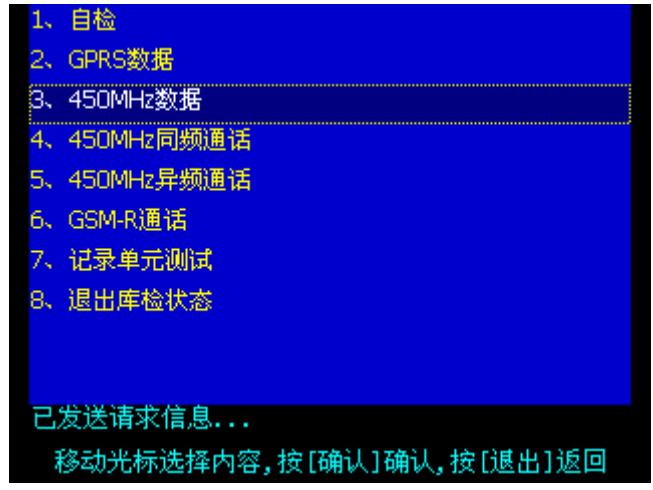 1、自检
2、GPRS数据
3、450MHz数据
4、450MHz同频通话
5、450MHz异频通话
6、GSM-R通话
7、记录单元测试
8、退出库检状态
已发送请求信息...
移动光标选择内容,按[确认]确认,按[退出]返回